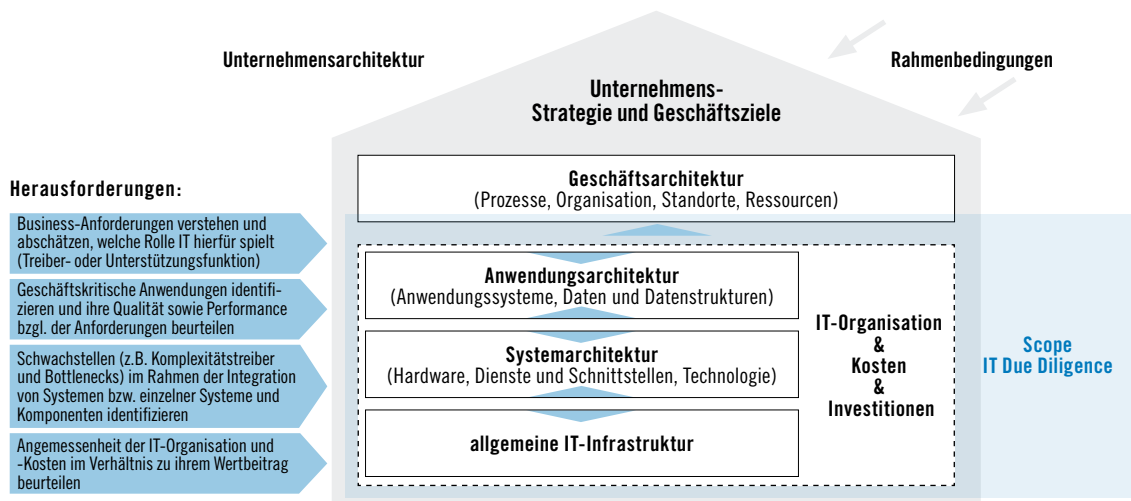 Unternehmensarchitektur
Rahmenbedingungen
Unternehmens-
Strategie und Geschäftsziele
Geschäftsarchitektur
(Prozesse, Organisation, Standorte, Ressourcen)
Herausforderungen:
Business-Anforderungen verstehen und
abschätzen, welche Rolle IT hierfür spielt
(Treiber- oder Unterstützungsfunktion)
Geschäftskritische Anwendungen identifi-
zieren und ihre Qualität sowie Performance
bzgl. der Anforderungen beurteilen
Schwachstellen (z.B. Komplexitätstreiber
und Bottlenecks) im Rahmen der Integration
von Systemen bzw. einzelner Systeme und
Komponenten identifizieren
Angemessenheit der IT-Organisation und
-Kosten im Verhältnis zu ihrem Wertbeitrag
beurteilen
Anwendungsarchitektur
(Anwendungssysteme, Daten und Datenstrukturen)
Systemarchitektur
(Hardware, Dienste und Schnittstellen, Technologie)
allgemeine IT-Infrastruktur
IT-Organisation
&
Kosten
&
Investitionen
Scope
IT Due Diligence